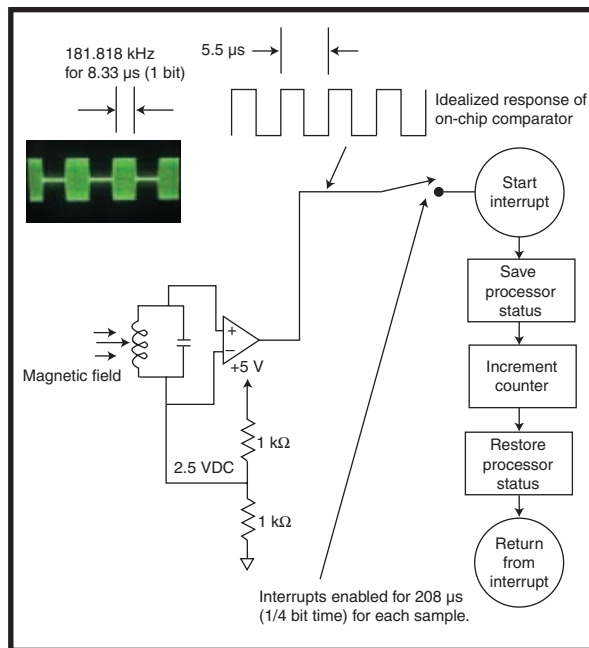 181.818 kHz
for 8.33 µs (1 bit)
5.5 µs
Idealized response of
on-chip comparator
Start
interrupt
Save
processor
status
+
−
+5 V
Magnetic field
Increment
counter
1 kΩ
2.5 VDC
Restore
processor
status
1 kΩ
Return
from
interrupt
Interrupts enabled for 208 µs
(1/4 bit time) for each sample.